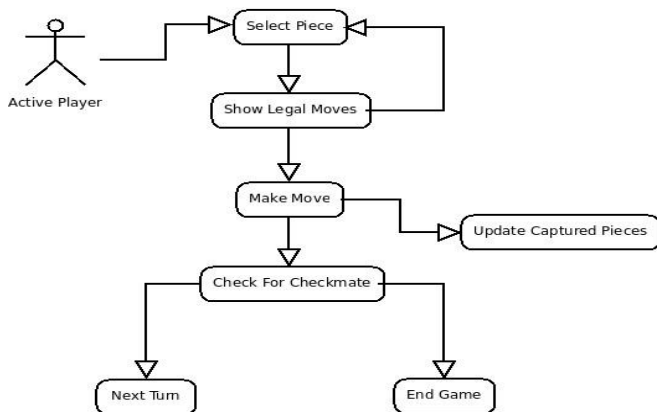 Select Piece
Active Player
Show Legal Moves
Make Move
Update Captured Pieces
Check For Checkmate
Next Turn
End Game